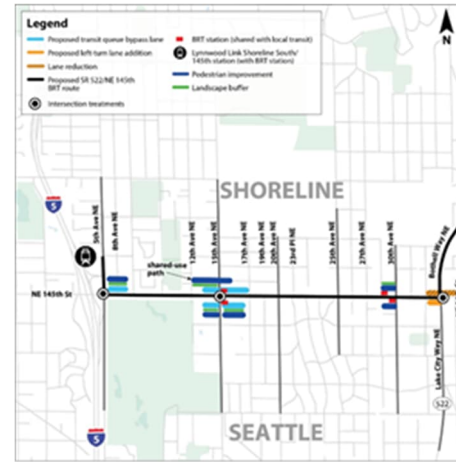 Legend
Proposed transit queue bypass lane
Proposed left turn lane addition
Lane reduction
Proposed SR 522/NE 145th
BRT route
Intersection treatments
BRT station (shared with local transit)
Lynnwood Link Shoreline South/
145th station (with BRT station)
Pedestrian improvement
Landscape buffer
N
SHORELINE
5
5th Ave NE
8th Ave NE
12th Ave NE
15th Ave NE
17th Ave NE
19th Ave NE
20th Ave NE
23rd Pl NE
25th Ave NE
27th Ave NE
30th Ave NE
Bothell Way NE
shared-use
path
NE 145th St
Lake City Way NE
522
SEATTLE
5